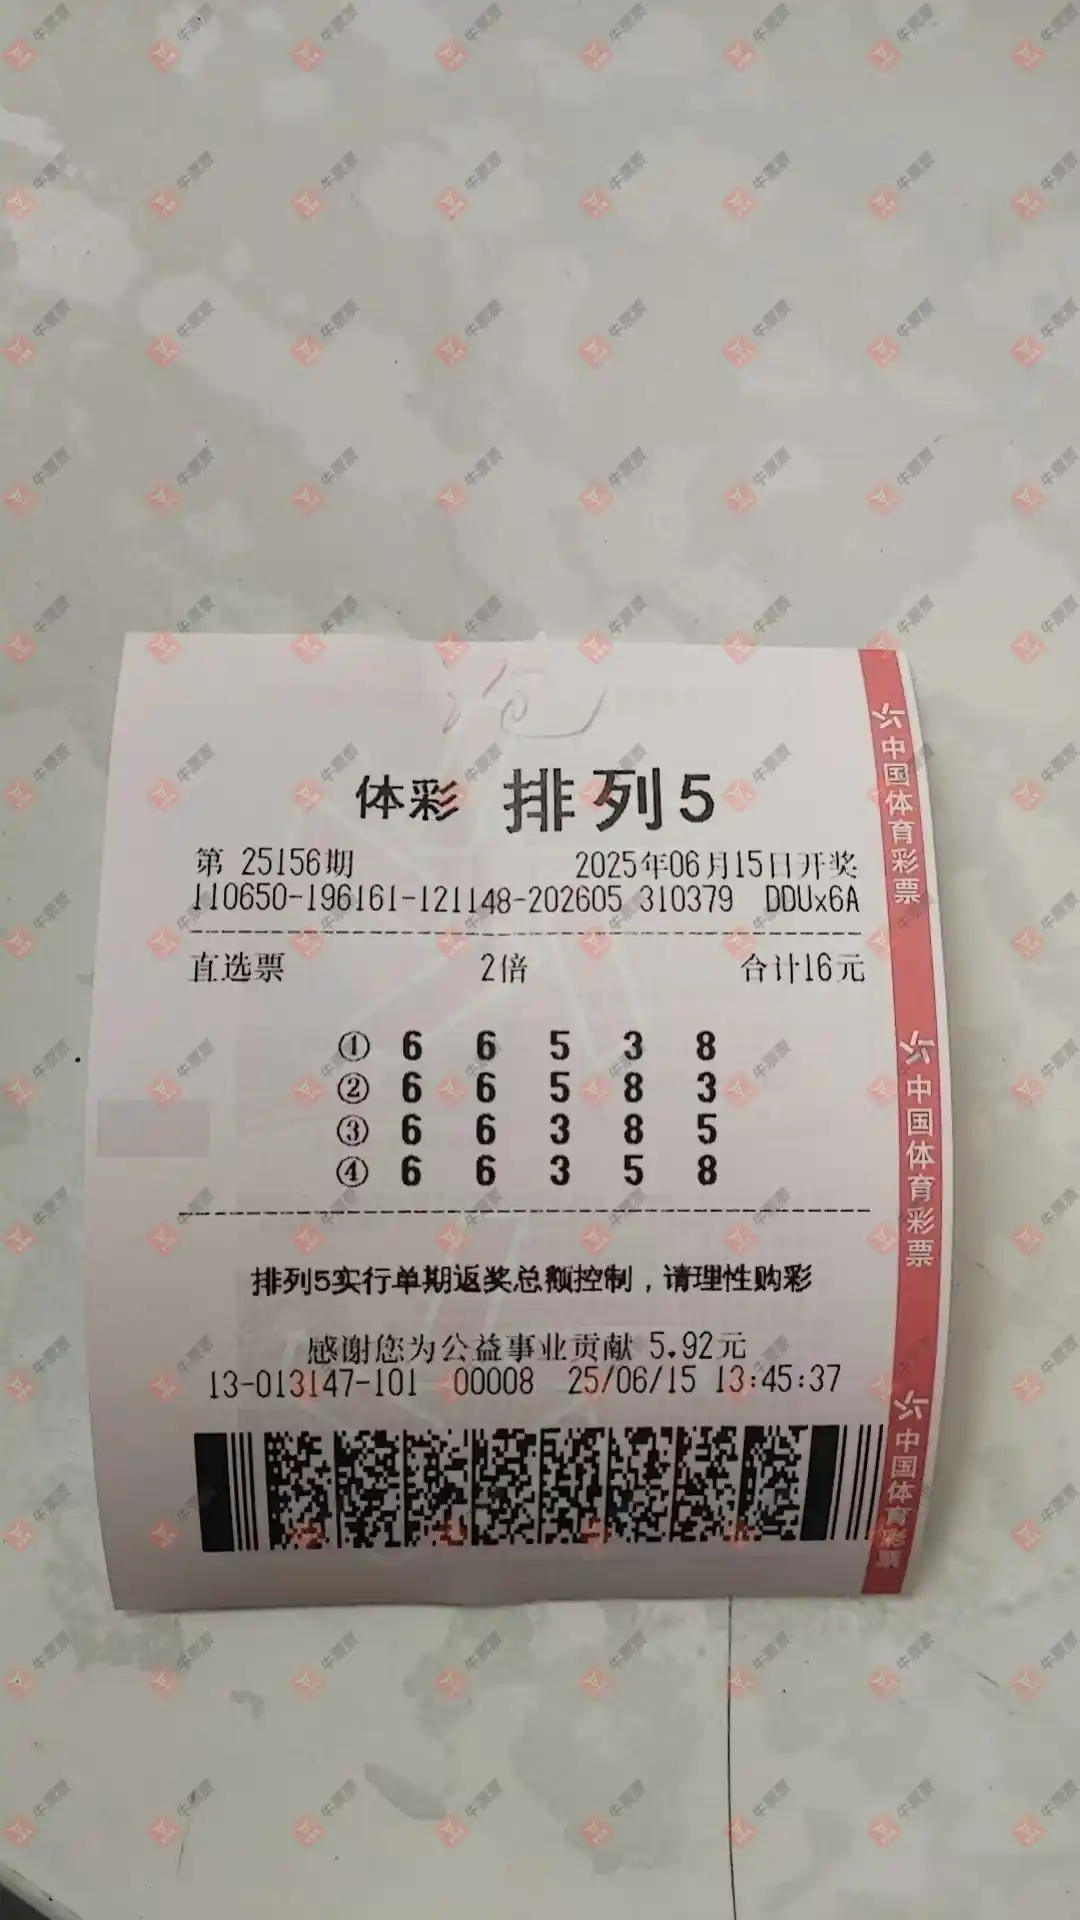 体彩 排列5
第 25156期 2025年06月15日开奖
110650-196161-121148-202605 310379 DDUx6A
直选票 2倍 合计16元
① 6 6 5 3 8
② 6 6 5 8 3
③ 6 6 3 8 5
④ 6 6 3 5 8
排列5实行单期返奖总额控制，请理性购彩
感谢您为公益事业贡献 5.92元
13-013147-101 00008 25/06/15 13:45:37
中国体育彩票
中国体育彩票
中国体育彩票
牛票票